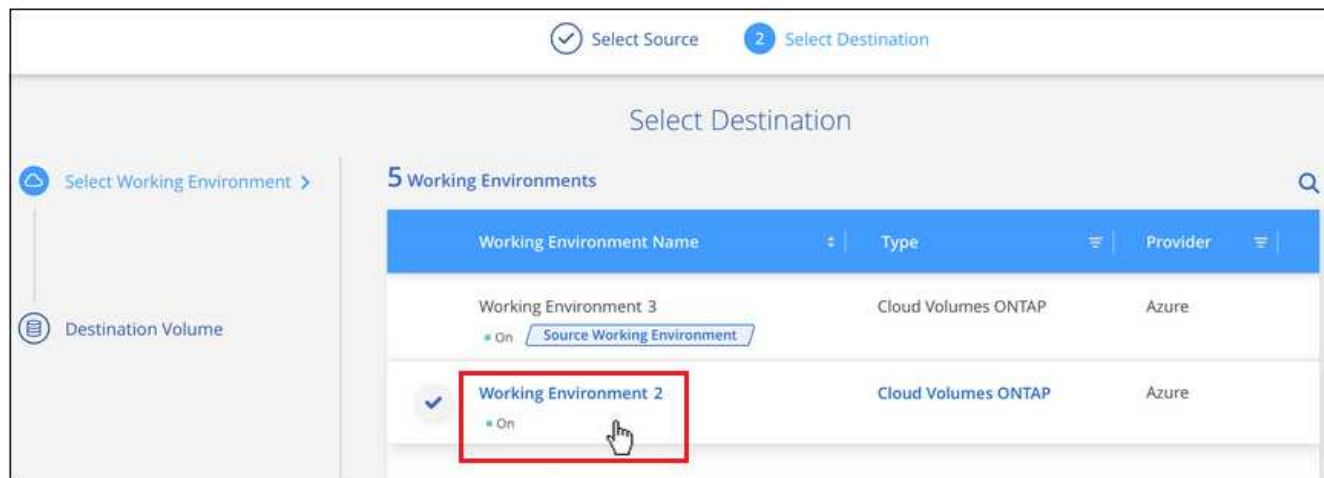 Select Source
2 Select Destination
Select Destination
Select Working Environment >
Destination Volume
5 Working Environments
Working Environment Name Type Provider
Working Environment 3 Cloud Volumes ONTAP Azure
On Source Working Environment
Working Environment 2 Cloud Volumes ONTAP Azure
On